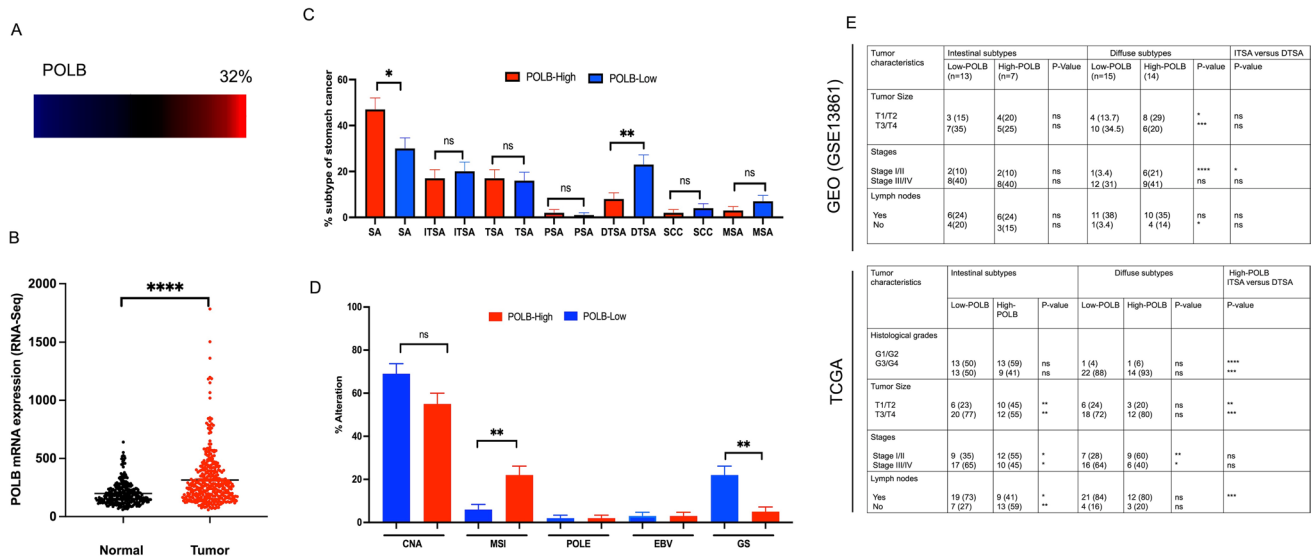 A
POLB 32%
B
POLB mRNA expression (RNA-Seq)
2000
1500
1000
500
0
****
Normal Tumor
C
% subtype of stomach cancer
60
40
20
0
POLB-High POLB-Low
* ns ns ns ** ns ns
SA SA ITSA ITSA TSA TSA PSA PSA DTSA DTSA SCC SCC MSA MSA
D
% Alteration
100
80
60
40
20
0
POLB-High POLB-Low
ns ** **
CNA MSI POLE EBV GS
E
GEO (GSE13861)
Tumor characteristics Intestinal subtypes Diffuse subtypes ITSA versus DTSA
Low-POLB (n=13) High-POLB (n=7) P-Value Low-POLB (n=15) High-POLB (14) P-value P-value
Tumor Size
T1/T2 3 (15) 4(20) ns 4 (13.7) 8 (29) * ns
T3/T4 7(35) 5(25) ns 10 (34.5) 6(20) *** ns
Stages
Stage I/II 2(10) 2(10) ns 1(3.4) 6(21) **** *
Stage III/IV 8(40) 8(40) ns 12 (31) 9(41) ns ns
Lymph nodes
Yes 6(24) 6(24) ns 11 (38) 10 (35) ns ns
No 4(20) 3(15) ns 1(3.4) 4 (14) * ns
TCGA
Tumor characteristics Intestinal subtypes Diffuse subtypes High-POLB ITSA versus DTSA
Low-POLB High-POLB P-value Low-POLB High-POLB P-value P-value
Histological grades
G1/G2 13 (50) 13 (59) ns 1 (4) 1 (6) ns ****
G3/G4 13 (50) 9 (41) ns 22 (88) 14 (93) ns ***
Tumor Size
T1/T2 6 (23) 10 (45) ** 6 (24) 3 (20) ns **
T3/T4 20 (77) 12 (55) ** 18 (72) 12 (80) ns ***
Stages
Stage I/II 9 (35) 12 (55) * 7 (28) 9 (60) ** ns
Stage III/IV 17 (65) 10 (45) * 16 (64) 6 (40) *
Lymph nodes
Yes 19 (73) 9 (41) * 21 (84) 12 (80) ns ***
No 7 (27) 13 (59) ** 4 (16) 3 (20) ns